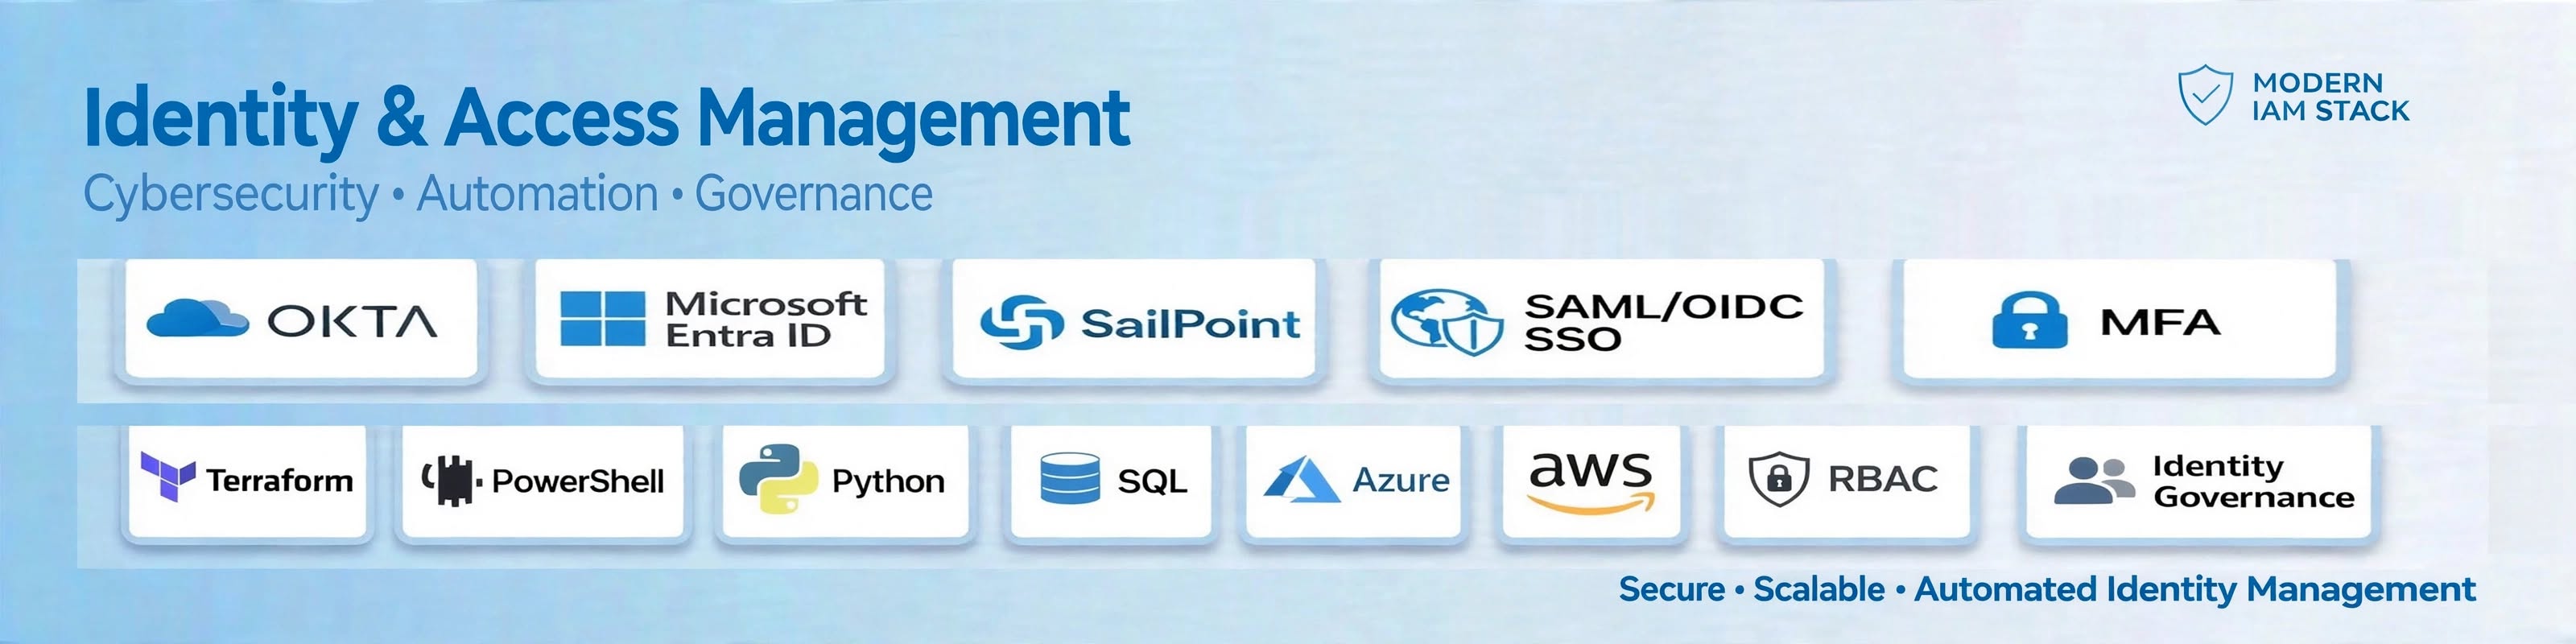 Identity & Access Management
Cybersecurity • Automation • Governance
MODERN
IAM STACK
OKTΛ
Microsoft
Entra ID
SailPoint
SAML/OIDC
SSO
MFA
Terraform
PowerShell
Python
SQL
Azure
aws
RBAC
Identity
Governance
Secure • Scalable • Automated Identity Management